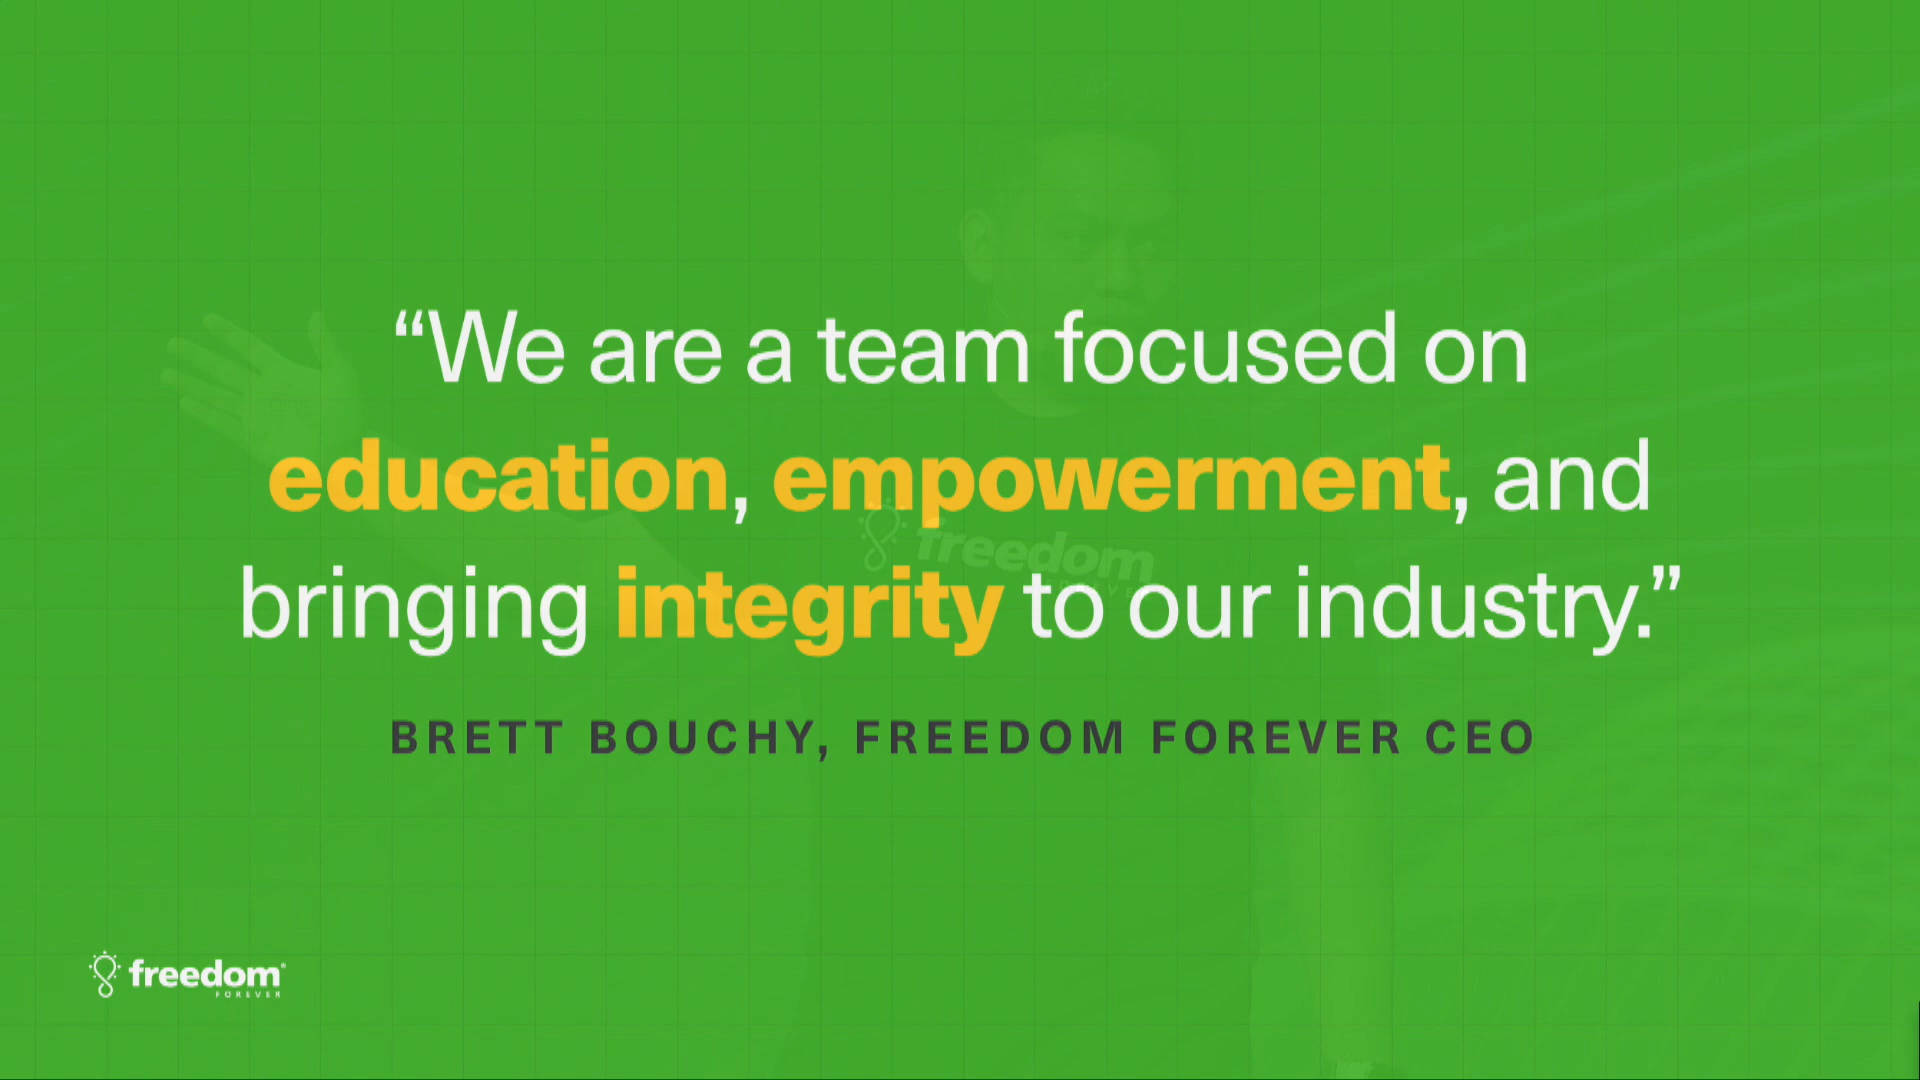 “We are a team focused on
education, empowerment, and
bringing integrity to our industry.”
BRETT BOUCHY, FREEDOM FOREVER CEO
freedom
FOREVER
freedom